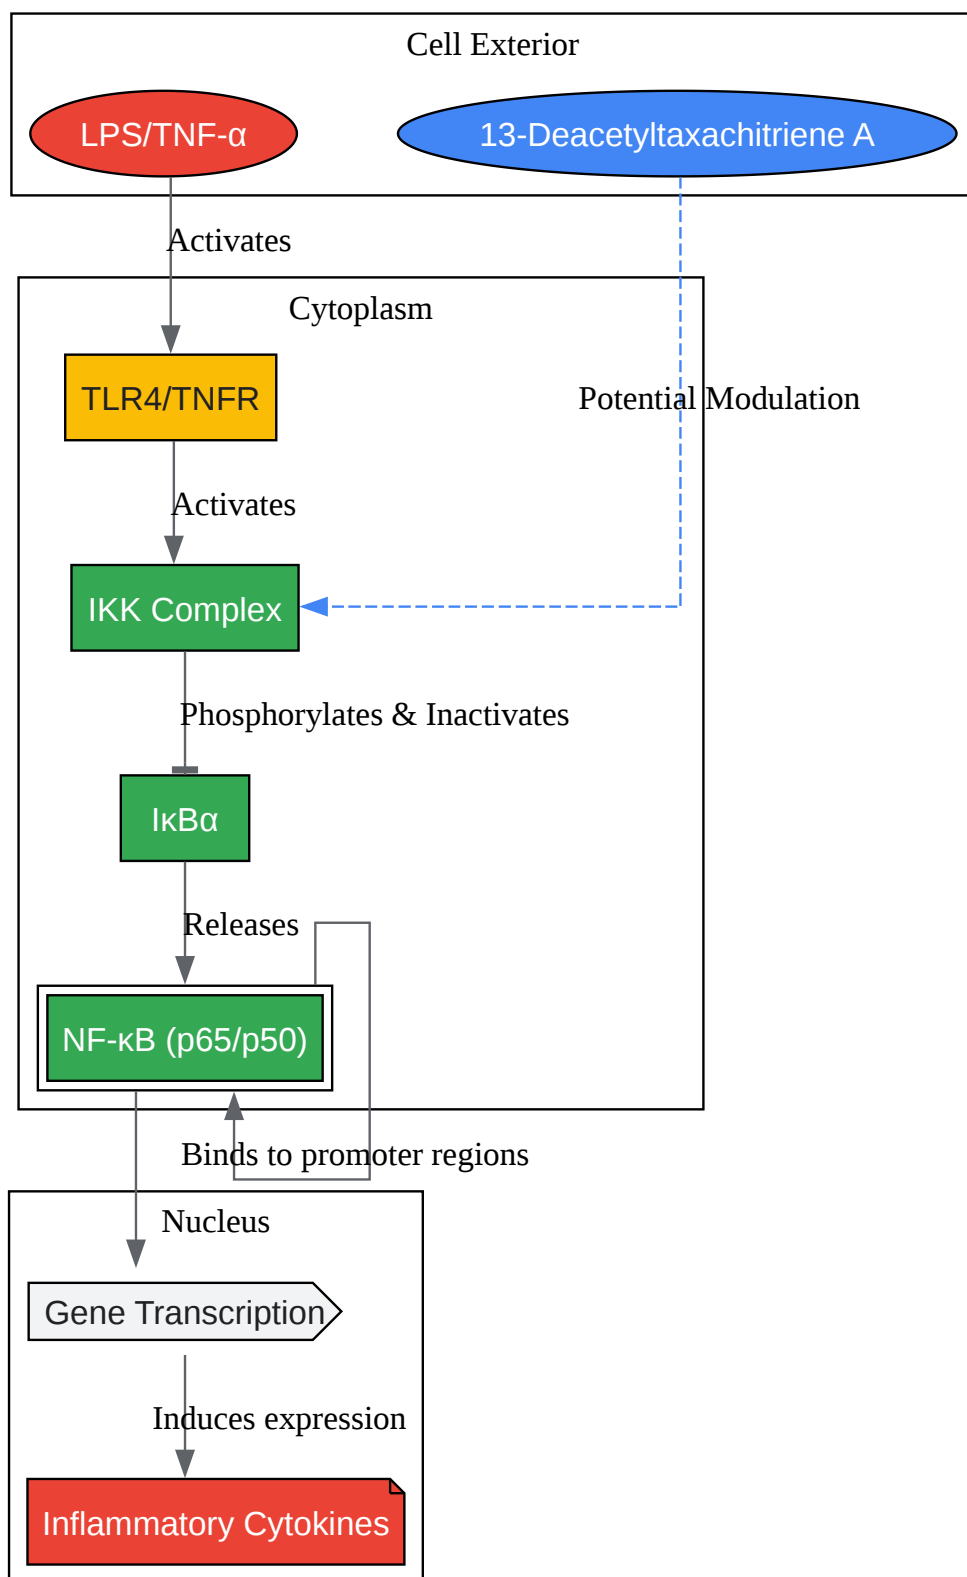 Cell Exterior
LPS/TNF-α
13-Deacetyltaxachitriene A
Activates
Cytoplasm
TLR4/TNFR
Potential Modulation
Activates
IKK Complex
Phosphorylates & Inactivates
IκBα
Releases
NF-κB (p65/p50)
Binds to promoter regions
Nucleus
Gene Transcription
Induces expression
Inflammatory Cytokines